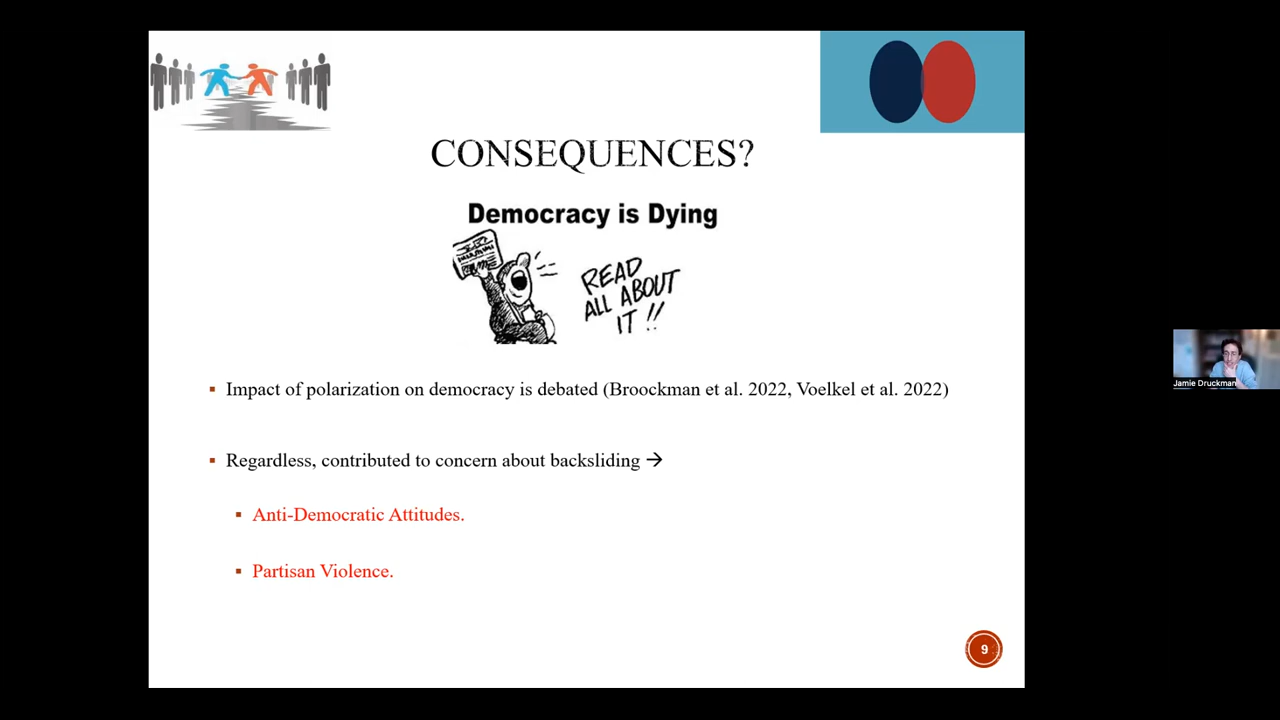 CONSEQUENCES?
Democracy is Dying
READ
ALL ABOUT
IT !!
▪ Impact of polarization on democracy is debated (Broockman et al. 2022, Voelkel et al. 2022)
▪ Regardless, contributed to concern about backsliding →
▪ Anti-Democratic Attitudes.
▪ Partisan Violence.
9
Jamie Druckman